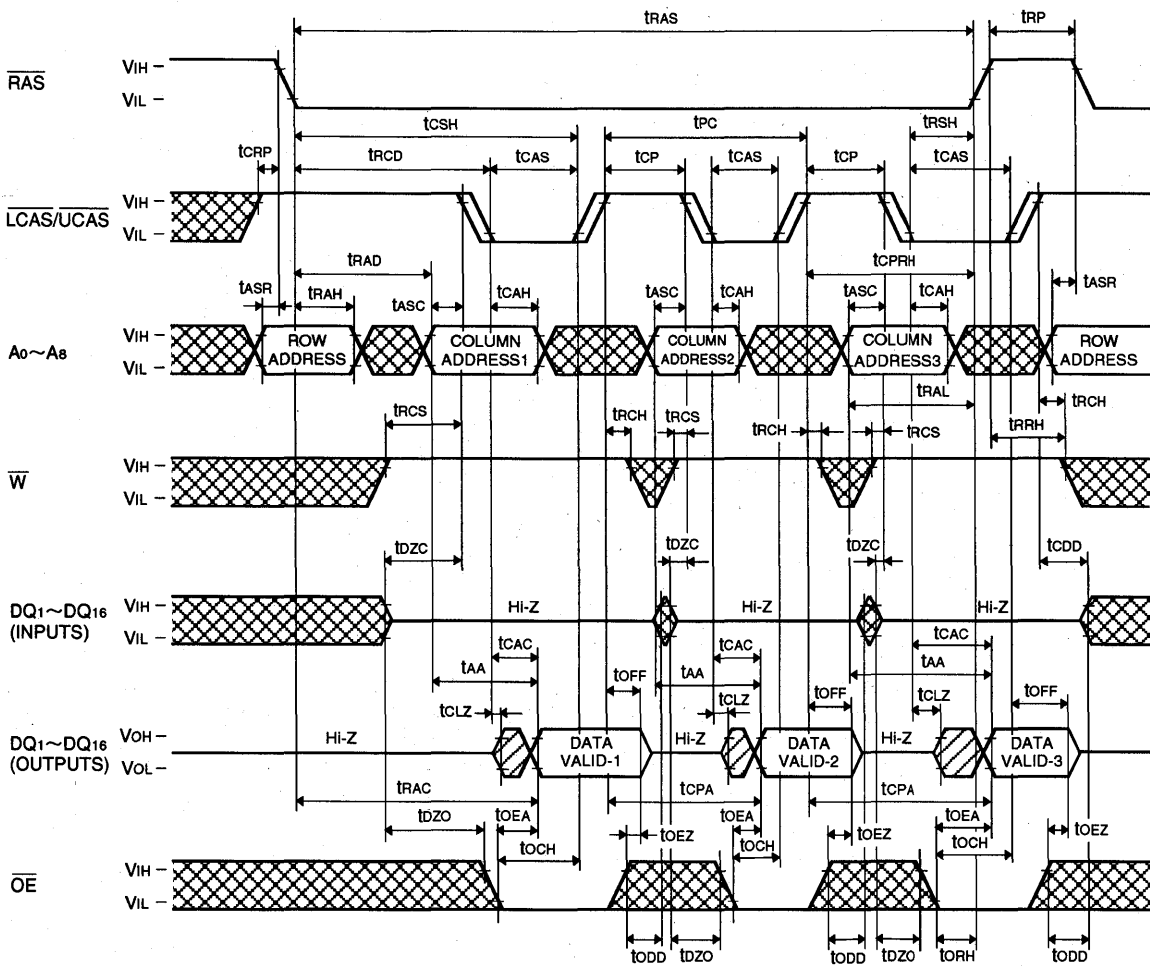 tRAS tRP
RAS VIH VIL
tCSH tPC tRSH
tCRP tRCD tCAS tCP tCAS tCP tCAS
LCAS/UCAS VIH VIL
tRAD tCPRH
tASR tRAH tASC tCAH tASC tCAH tASC tCAH tASR
A0~A8 VIH VIL
ROW ADDRESS
COLUMN ADDRESS1
COLUMN ADDRESS2
COLUMN ADDRESS3
ROW ADDRESS
tRAL
tRCS tRCH tRCS tRCH tRCS tRRH tRCH
W VIH VIL
tDZC tDZC tDZC tCDD
DQ1~DQ16 (INPUTS) VIH VIL
Hi-Z Hi-Z Hi-Z
tCAC tCAC tCAC
tAA tOFF tAA tOFF tAA tOFF
tCLZ tCLZ tCLZ
DQ1~DQ16 (OUTPUTS) VOH VOL
Hi-Z
DATA VALID-1
Hi-Z
DATA VALID-2
Hi-Z
DATA VALID-3
tRAC tCPA tCPA
tDZO tOEA tOEZ tOEA tOEZ tOEA tOEZ
tOCH tOCH tOCH
OE VIH VIL
tODD tDZO tODD tDZO tORH tODD